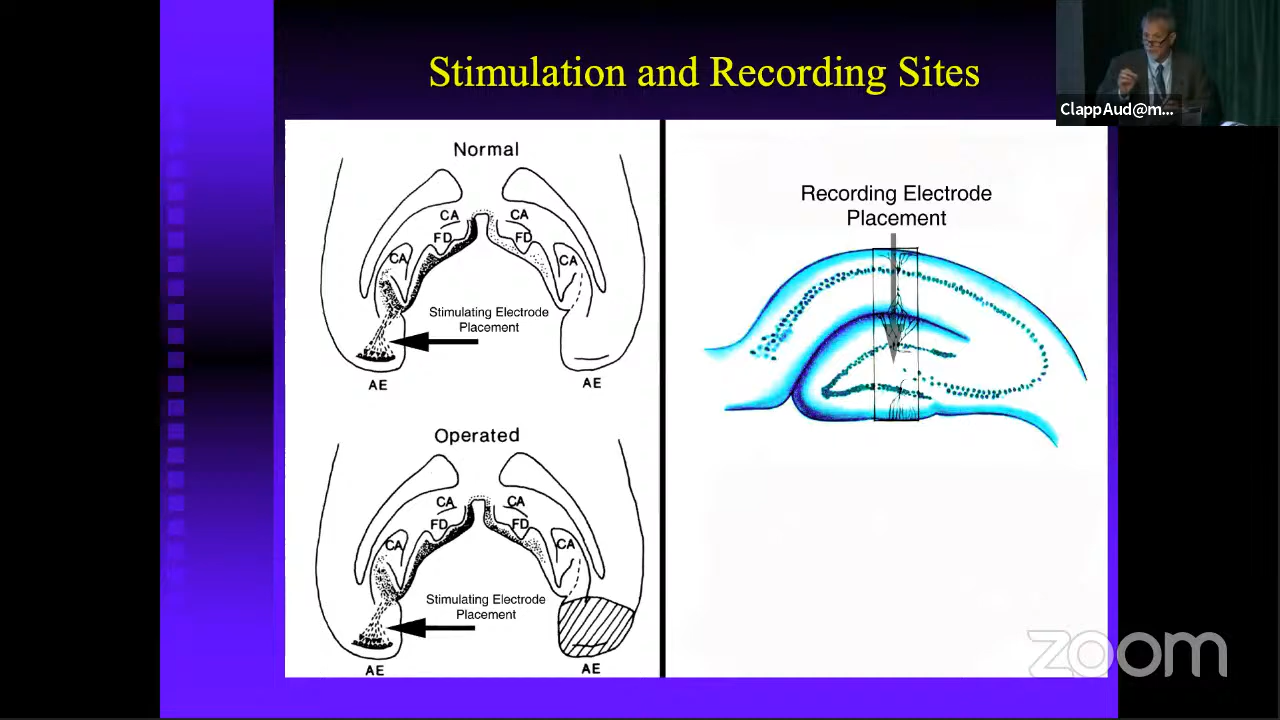 Stimulation and Recording Sites
ClappAud@m...
Normal
CA
CA
FD
FD
CA
CA
Stimulating Electrode
Placement
AE
AE
Operated
CA
CA
FD
FD
CA
CA
Stimulating Electrode
Placement
AE
AE
Recording Electrode
Placement
zoom